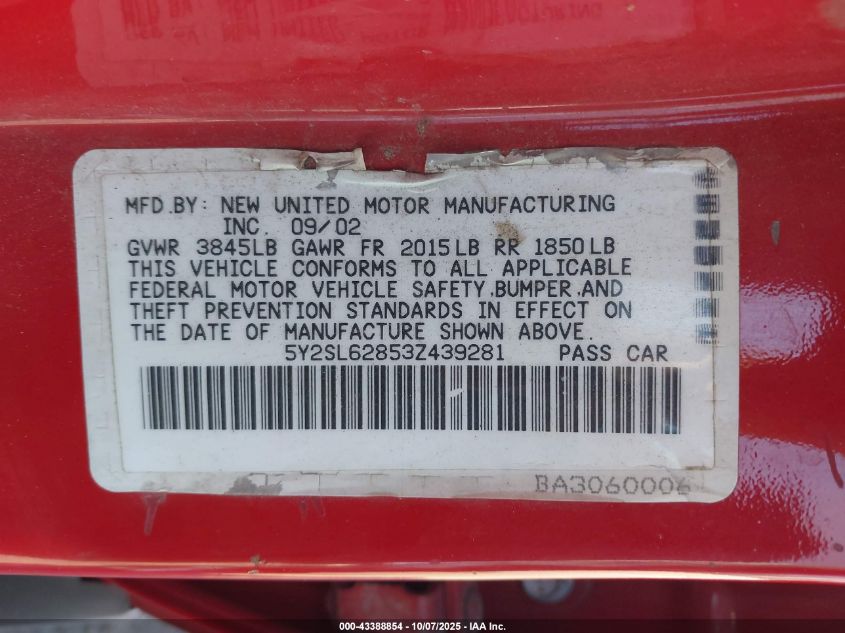 MFD.BY: NEW UNITED MOTOR MANUFACTURING
INC. 09/02
GVWR 3845LB GAWR FR 2015LB RR 1850LB
THIS VEHICLE CONFORMS TO ALL APPLICABLE
FEDERAL MOTOR VEHICLE SAFETY,BUMPER,AND
THEFT PREVENTION STANDARDS IN EFFECT ON
THE DATE OF MANUFACTURE SHOWN ABOVE.
5Y2SL62853Z439281 PASS CAR
BA3060006
000-43388854 - 10/07/2025 - IAA Inc.